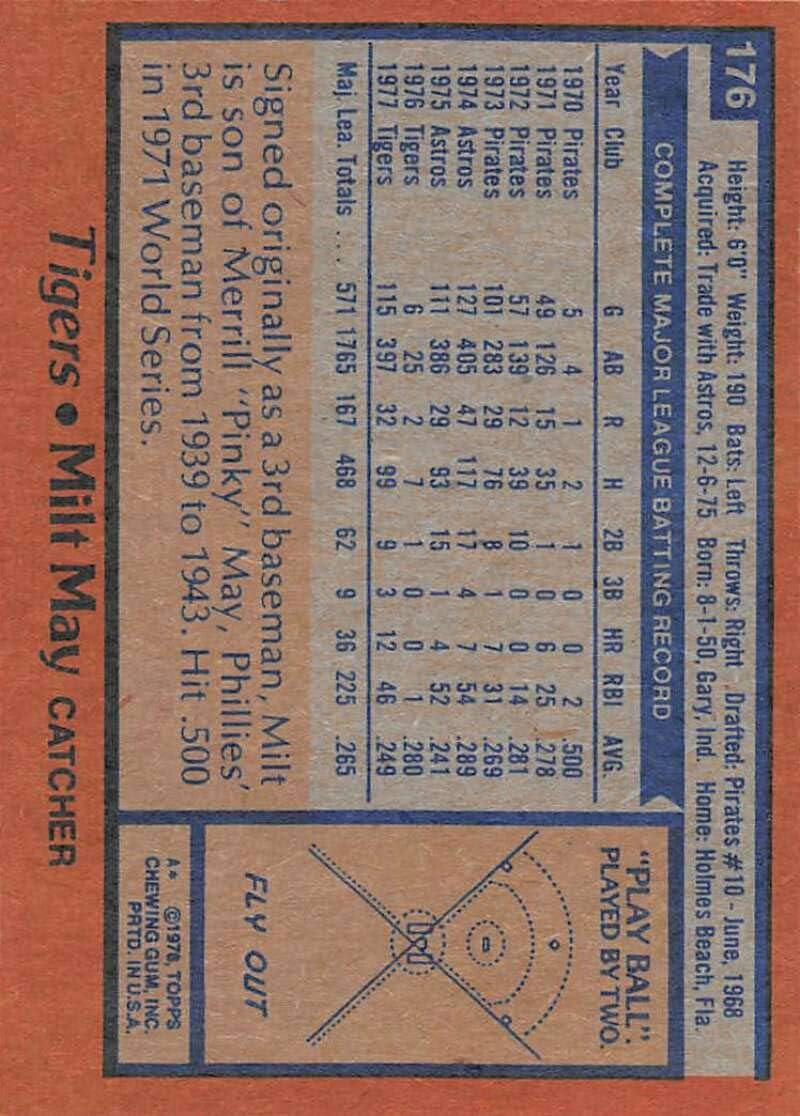 176
Height: 6'0" Weight: 190 Bats: Left Throws: Right Drafted: Pirates #10 - June, 1968
Acquired: Trade with Astros, 12-6-75 Born: 8-1-50, Gary, Ind. Home: Holmes Beach, Fla.
COMPLETE MAJOR LEAGUE BATTING RECORD
Year Club G AB R H 2B 3B HR RBI AVG.
1970 Pirates 5 4 1 2 1 0 0 2 .500
1971 Pirates 49 126 15 35 1 0 6 25 .278
1972 Pirates 57 139 12 39 10 0 0 14 .281
1973 Pirates 101 283 29 76 8 1 7 31 .269
1974 Astros 127 405 47 117 17 4 7 54 .289
1975 Astros 111 386 29 93 15 1 4 52 .241
1976 Tigers 6 25 2 7 1 0 0 1 .280
1977 Tigers 115 397 32 99 9 3 12 46 .249
Maj. Lea. Totals ... 571 1765 167 468 62 9 36 225 .265
Signed originally as a 3rd baseman, Milt
is son of Merrill "Pinky" May, Phillies'
3rd baseman from 1939 to 1943. Hit .500
in 1971 World Series.
"PLAY BALL"
PLAYED BY TWO.
FLY OUT
A* ©1978, TOPPS
CHEWING GUM, INC.
PRTD. IN U.S.A.
Tigers • Milt May CATCHER